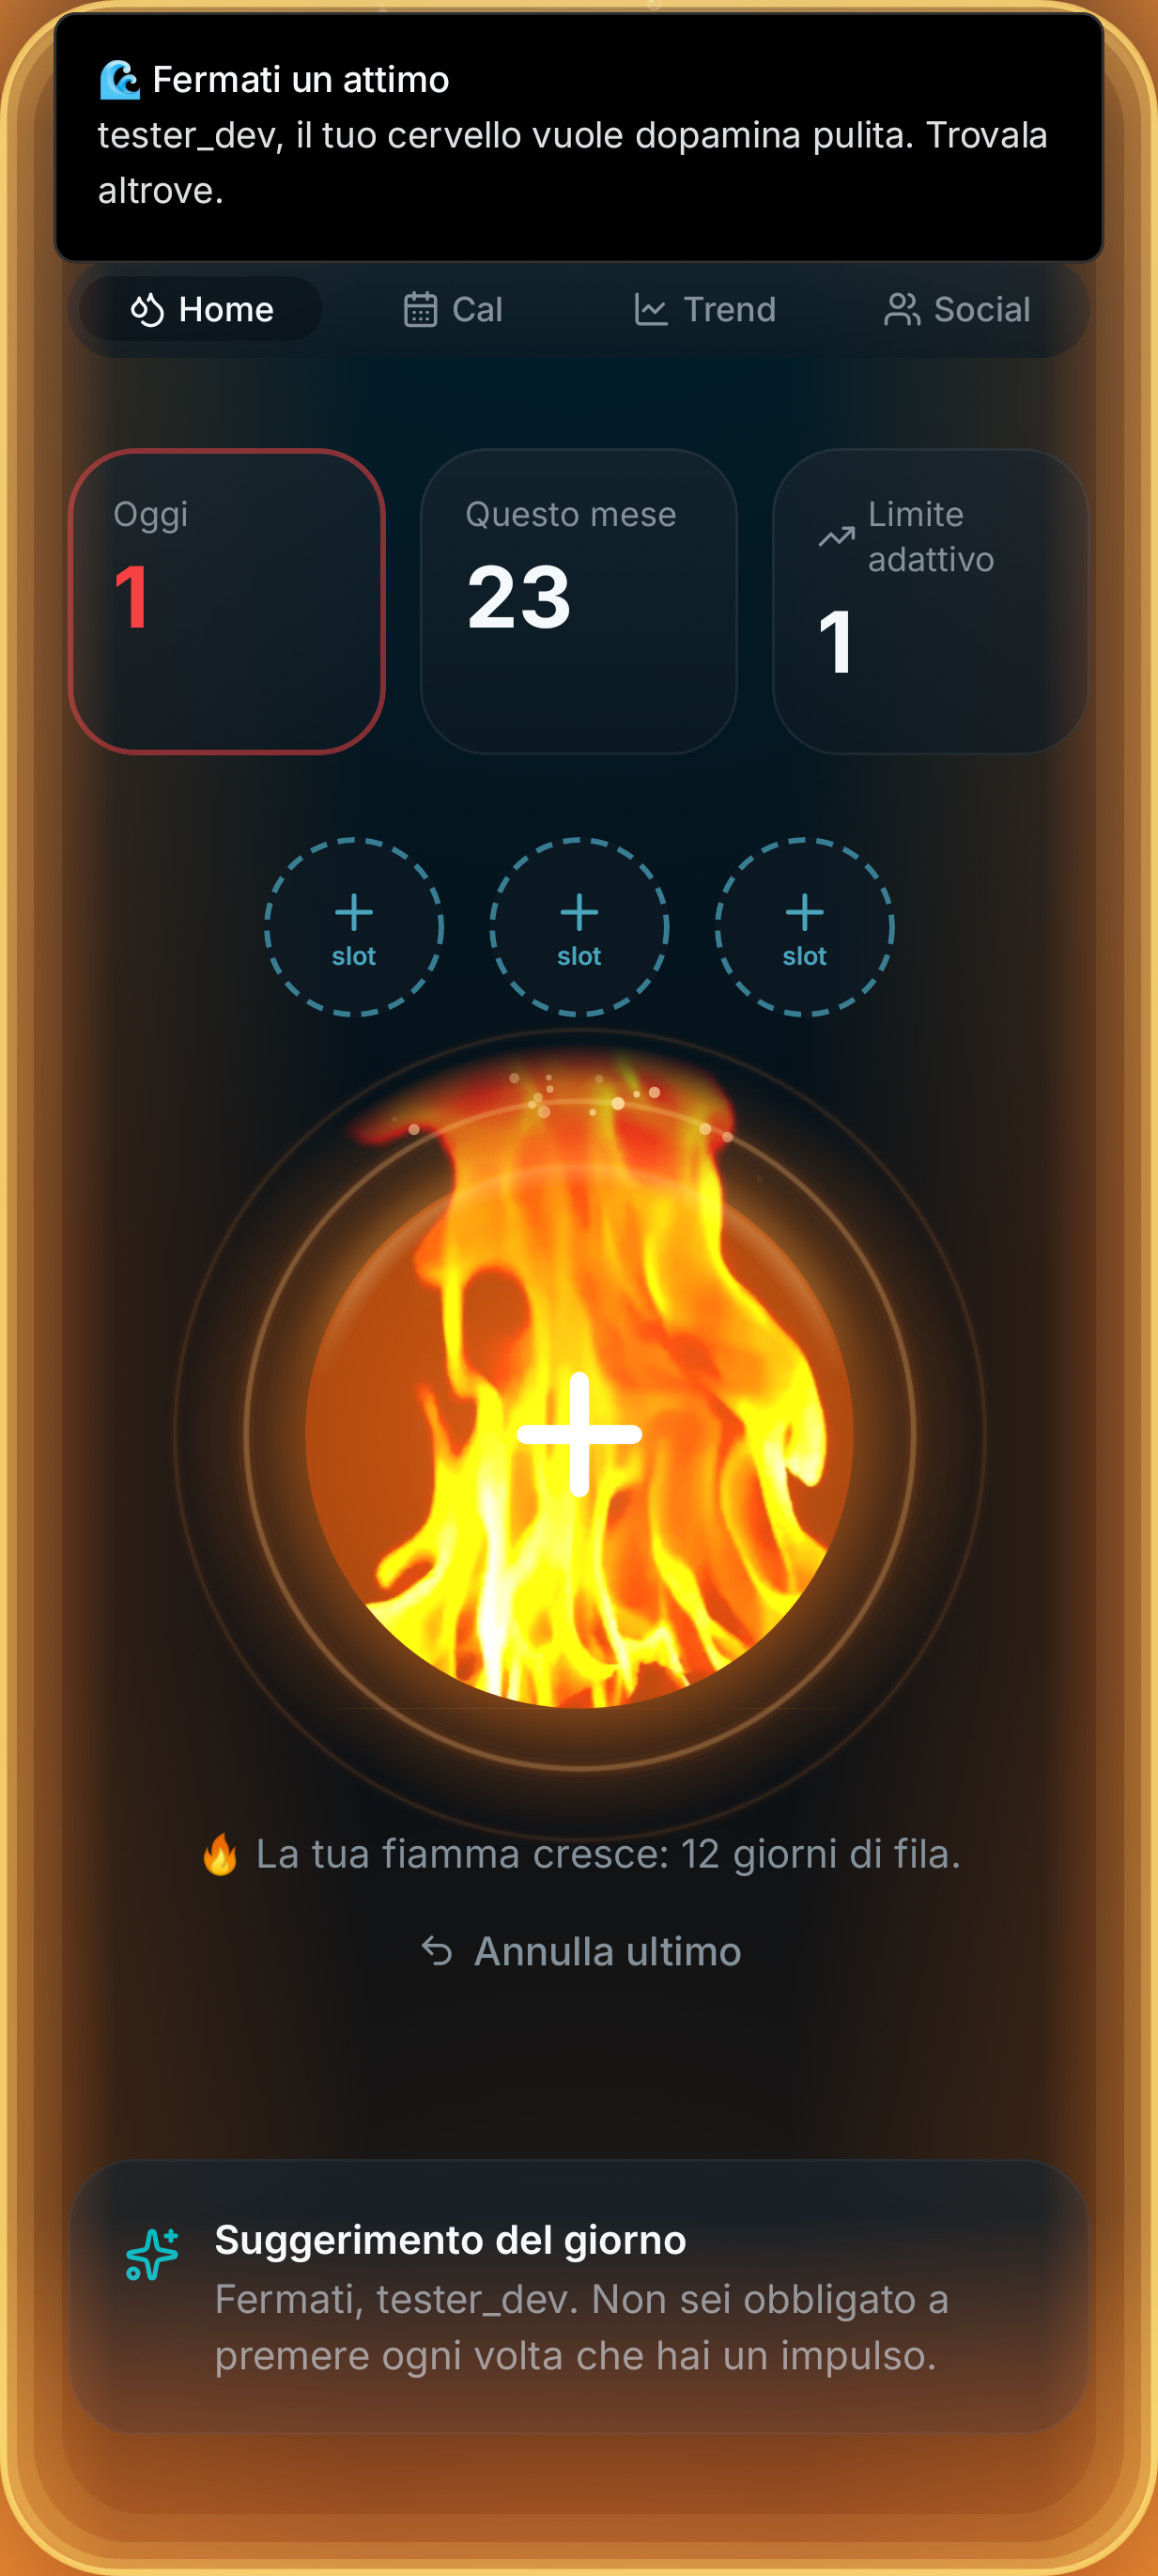 🌊 Fermati un attimo
tester_dev, il tuo cervello vuole dopamina pulita. Trovala
altrove.
Home Cal Trend Social
Oggi
1
Questo mese
23
Limite
adattivo
1
slot slot slot
🔥 La tua fiamma cresce: 12 giorni di fila.
Annulla ultimo
Suggerimento del giorno
Fermati, tester_dev. Non sei obbligato a
premere ogni volta che hai un impulso.